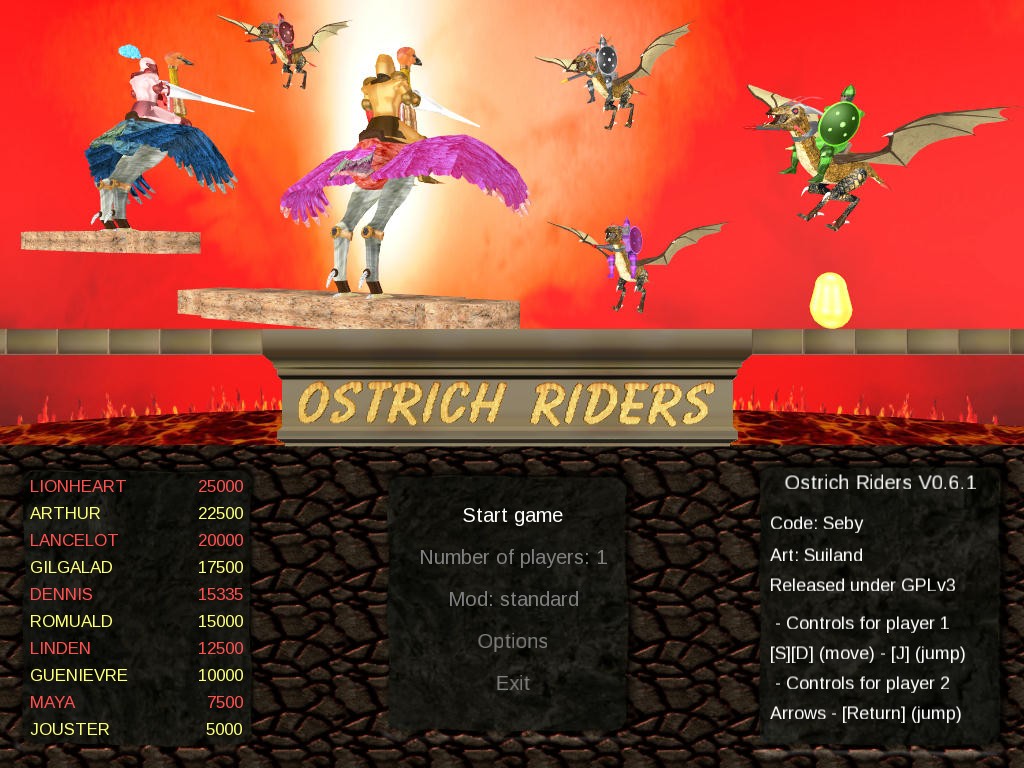 OSTRICH RIDERS
LIONHEART 25000
ARTHUR 22500
LANCELOT 20000
GILGALAD 17500
DENNIS 15335
ROMUALD 15000
LINDEN 12500
GUENIEVRE 10000
MAYA 7500
JOUSTER 5000
Start game
Number of players: 1
Mod: standard
Options
Exit
Ostrich Riders V0.6.1
Code: Seby
Art: Suiland
Released under GPLv3
- Controls for player 1
[S][D] (move) - [J] (jump)
- Controls for player 2
Arrows - [Return] (jump)